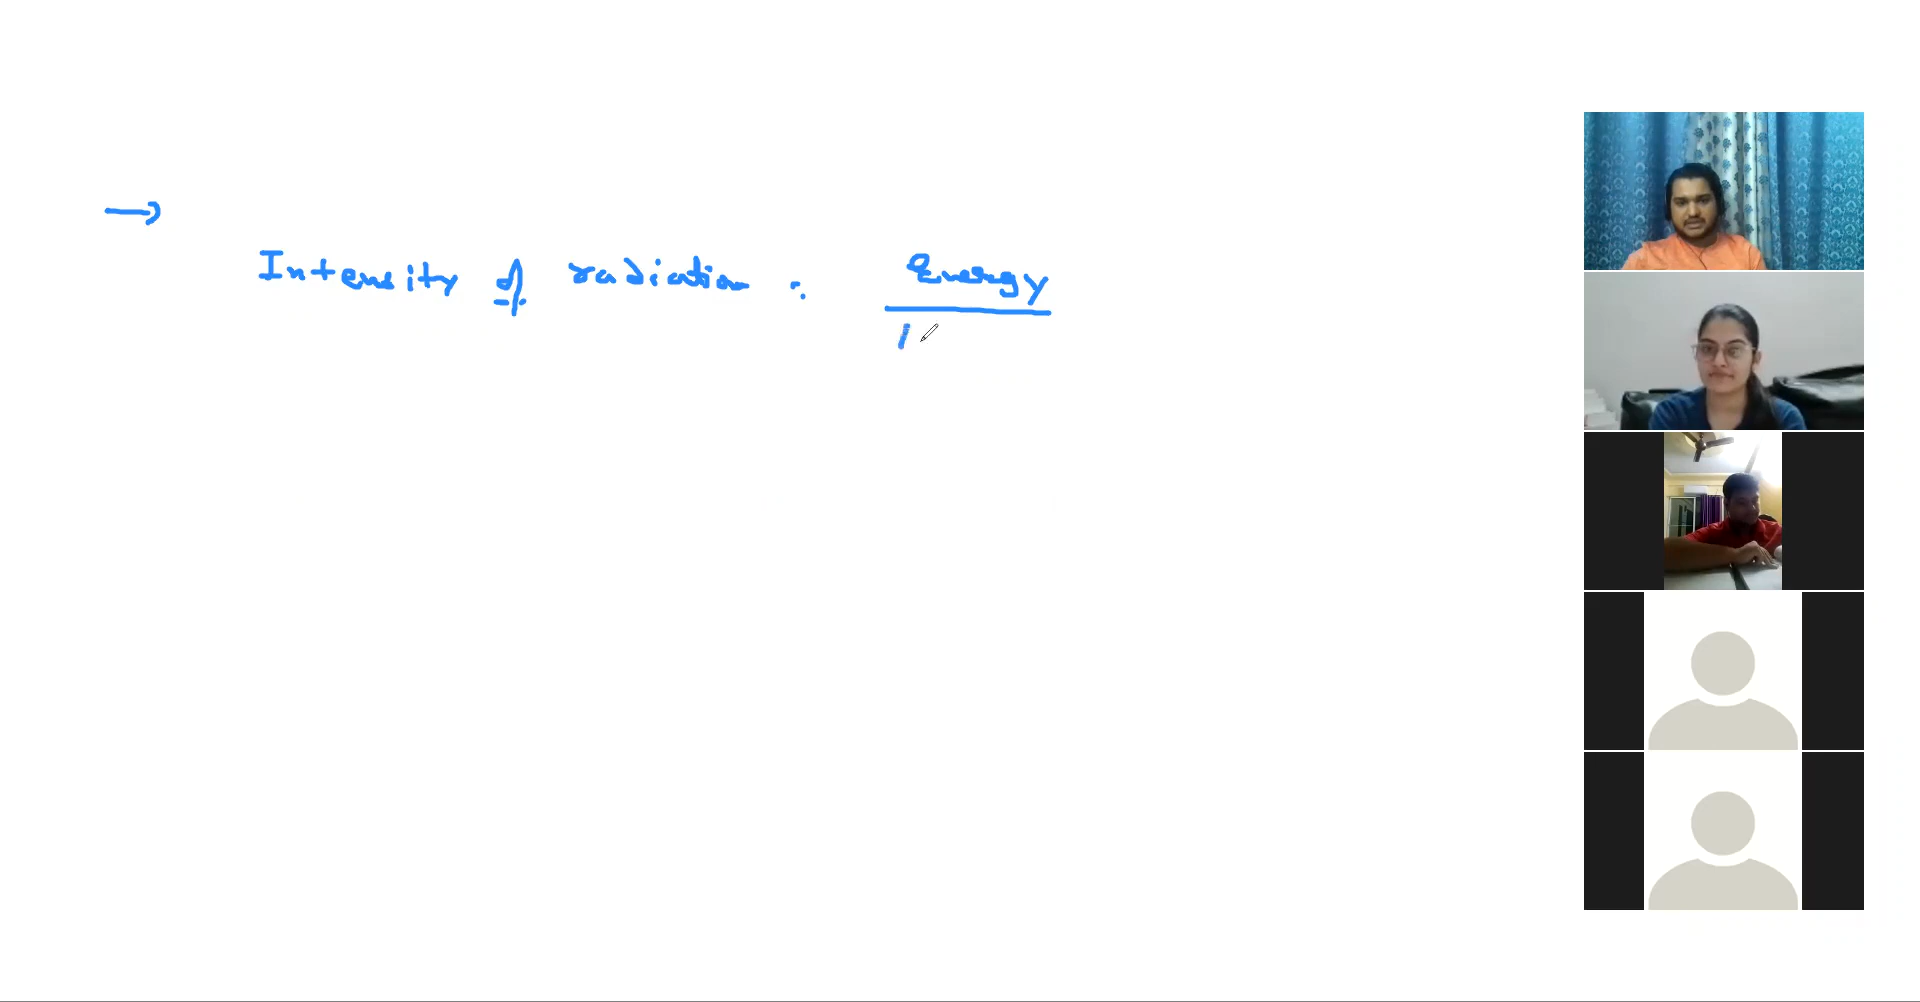 →
Intensity of radiation = Energy